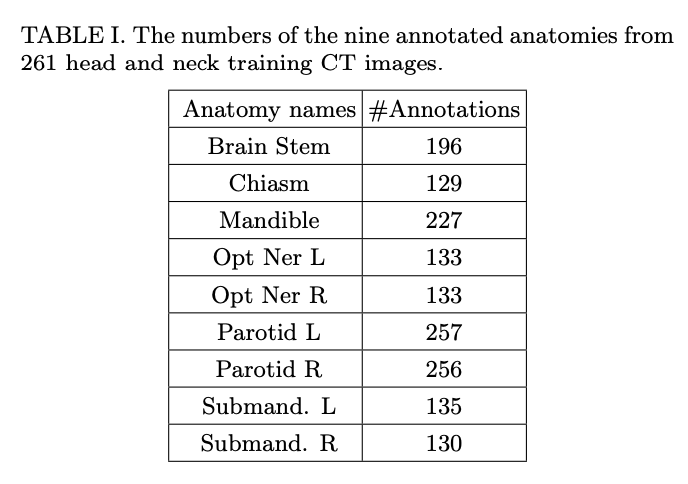 TABLE I. The numbers of the nine annotated anatomies from
261 head and neck training CT images.
Anatomy names #Annotations
Brain Stem 196
Chiasm 129
Mandible 227
Opt Ner L 133
Opt Ner R 133
Parotid L 257
Parotid R 256
Submand. L 135
Submand. R 130